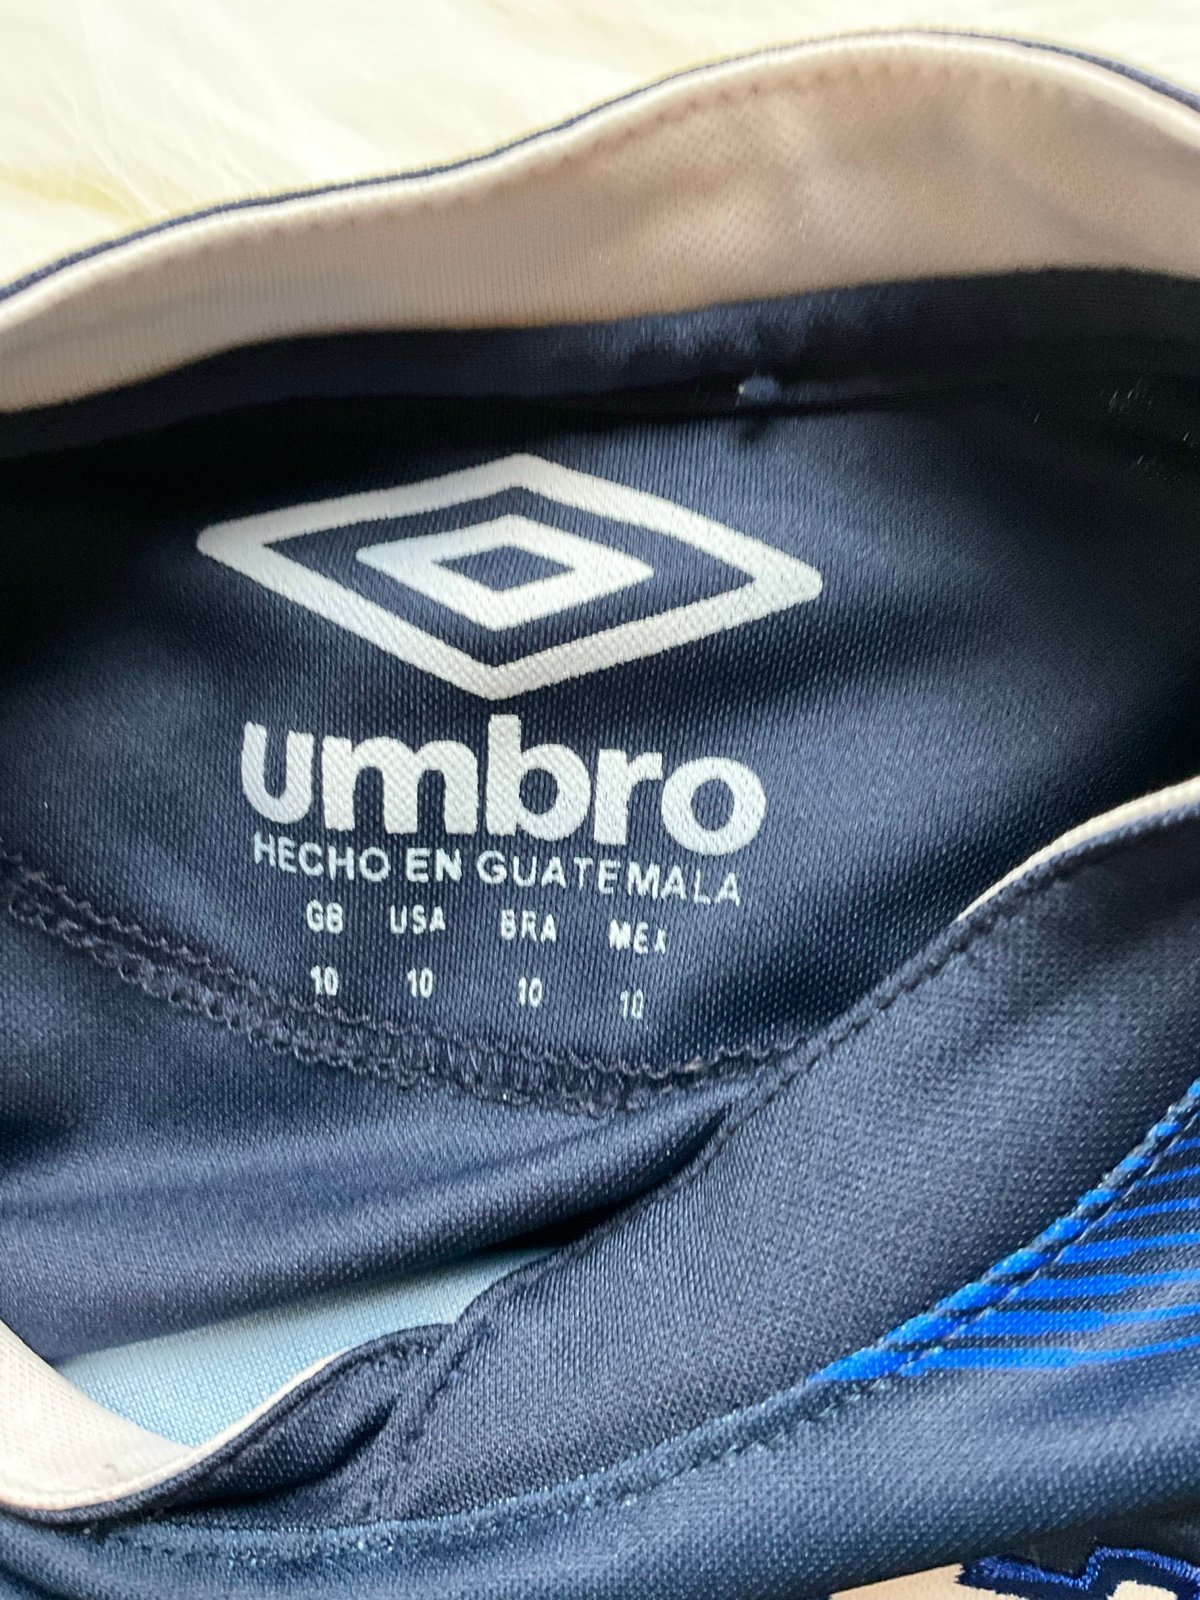 umbro
HECHO EN GUATEMALA
GB USA BRA MEX
10 10 10 10